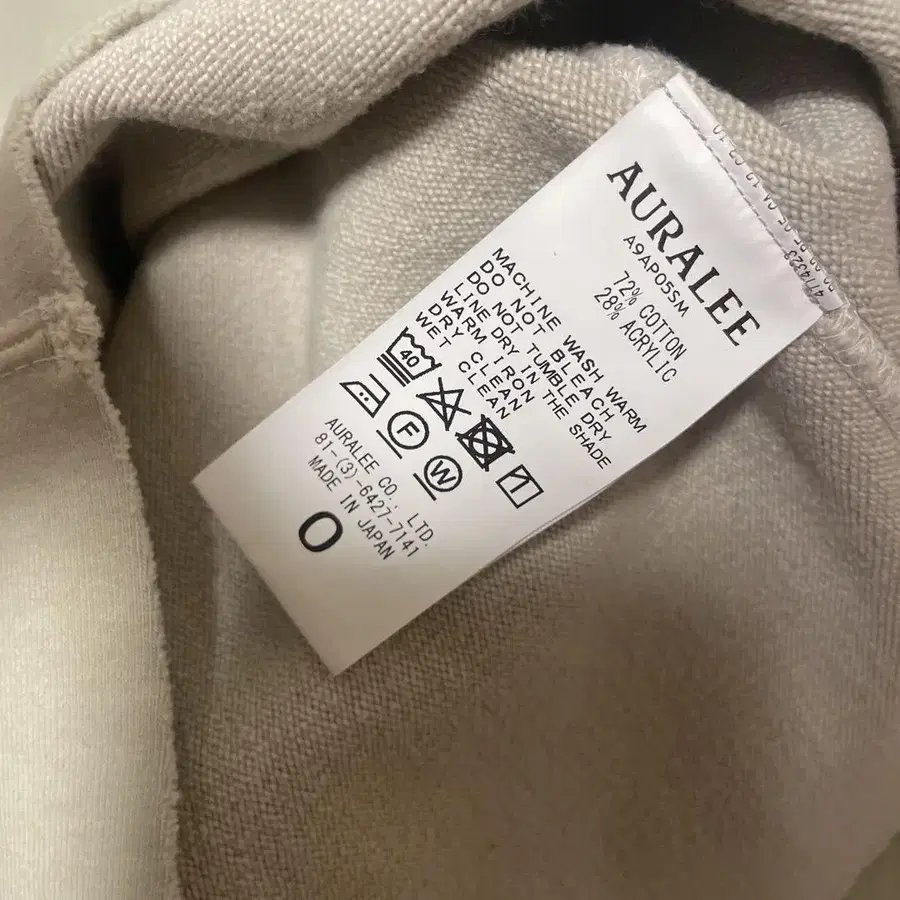 AURALEE
A9AP05SM
72% COTTON
28% ACRYLIC
MACHINE WASH WARM
DO NOT BLEACH
DO NOT TUMBLE DRY
LINE DRY IN THE SHADE
WARM IRON
DRY CLEAN
WET CLEAN
40
F
W
AURALEE CO., LTD.
81-(3)-6427-7141
MADE IN JAPAN
0